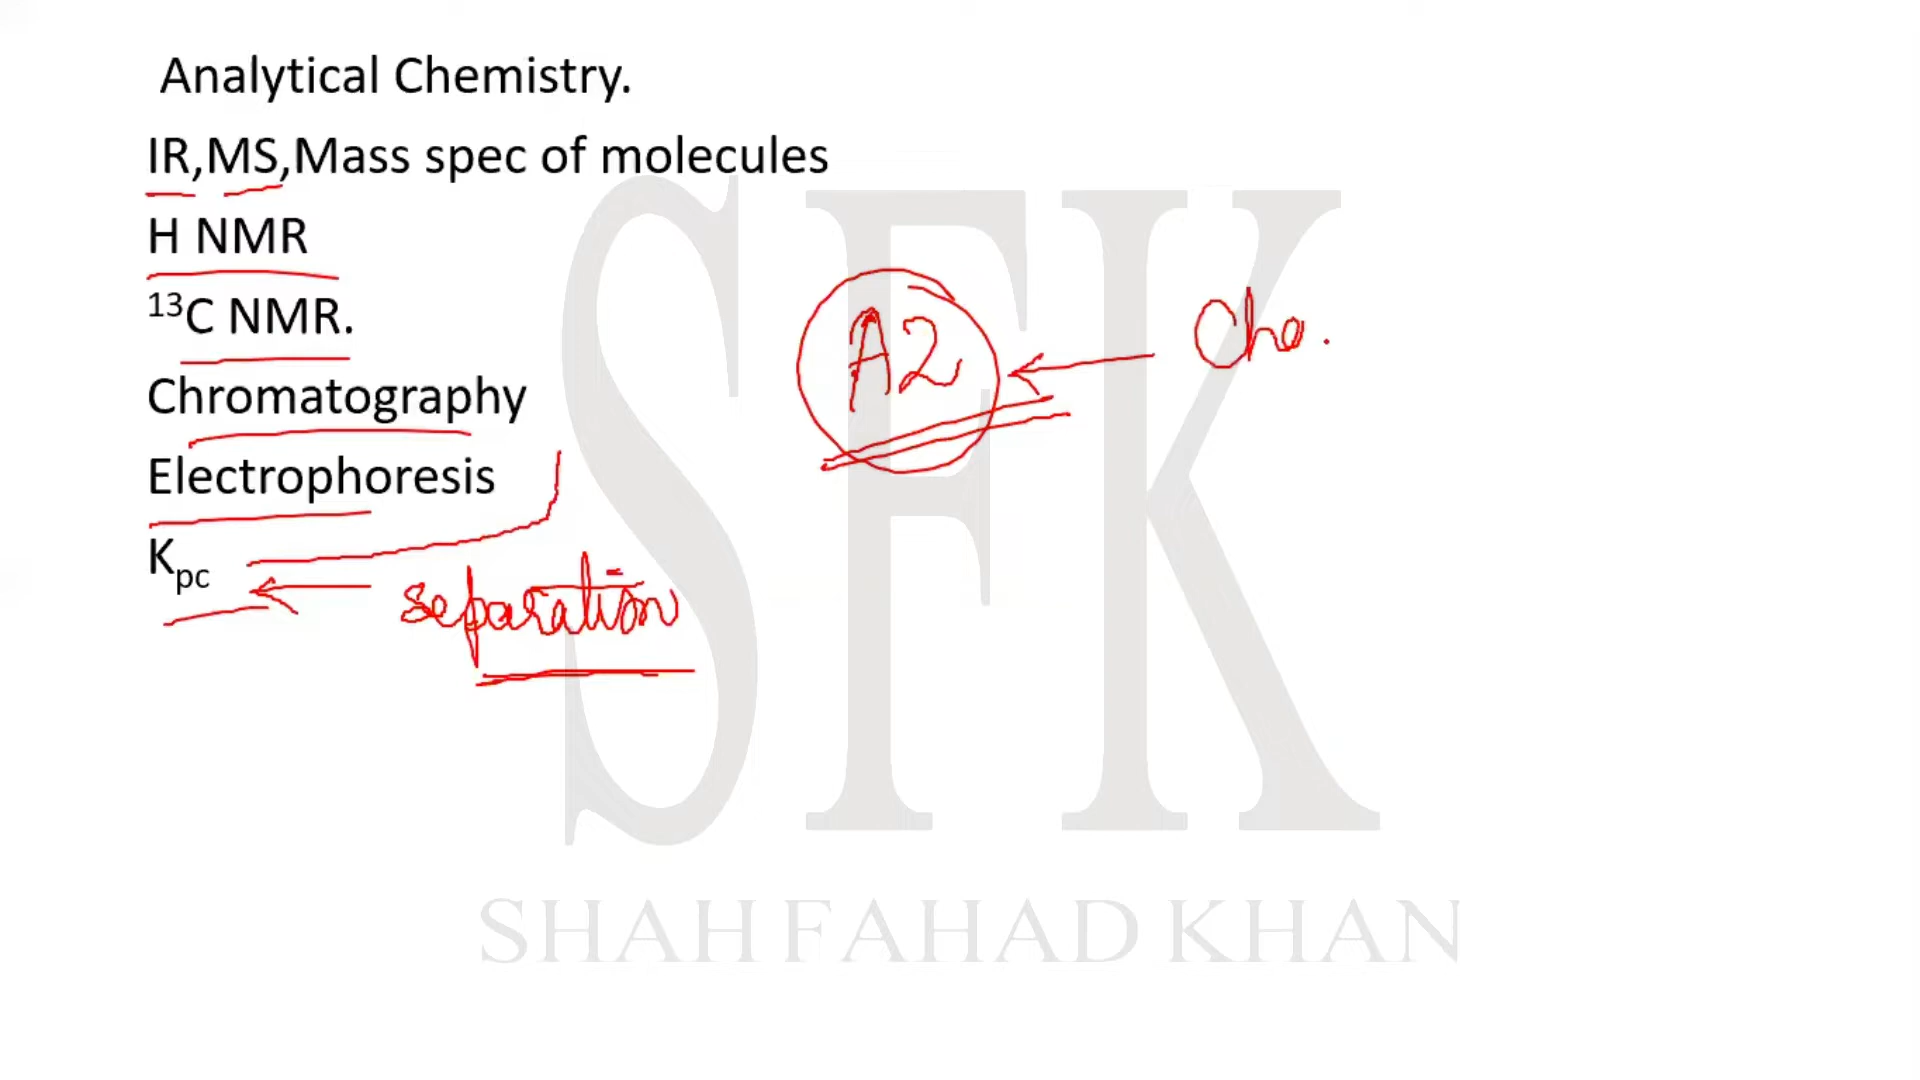 Analytical Chemistry.
IR,MS,Mass spec of molecules
H NMR
¹³C NMR.
Chromatography
Electrophoresis
Kpc
separation
A2
Che.
SFK
SHAH FAHAD KHAN